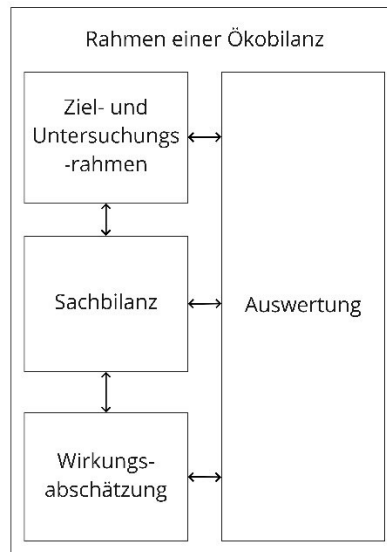 Rahmen einer Ökobilanz
Ziel- und
Untersuchungs
-rahmen
Sachbilanz
Auswertung
Wirkungs-
abschätzung